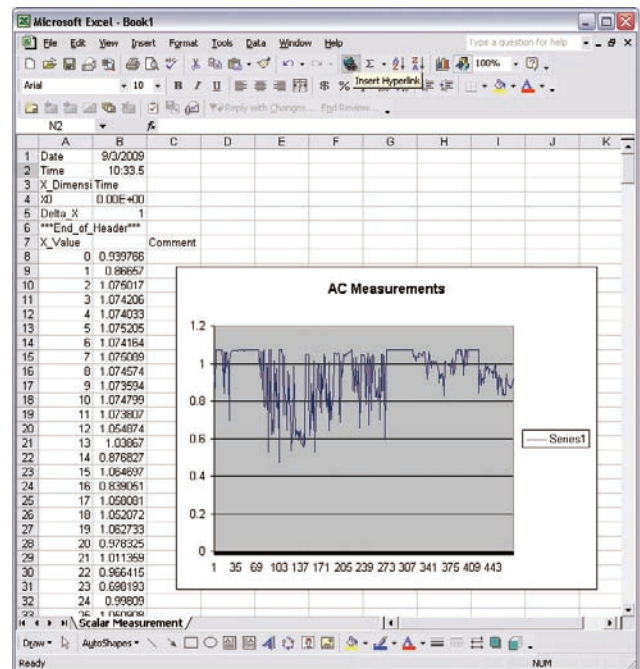 Microsoft Excel - Book1
File Edit View Insert Format Tools Data Window Help Type a question for help
100%
Insert Hyperlink
Arial 10 B I U $ %
Reply with Changes... End Review...
N2 fx
A B C D E F G H I J K
1 Date 9/3/2009
2 Time 10:33.5
3 X_Dimensi Time
4 X0 0.00E+00
5 Delta_X 1
6 ***End_of_Header***
7 X_Value Comment
8 0 0.939766
9 1 0.86657
10 2 1.076017
11 3 1.074206
12 4 1.074033
13 5 1.075205
14 6 1.074164
15 7 1.076089
16 8 1.074574
17 9 1.073594
18 10 1.074799
19 11 1.073807
20 12 1.054874
21 13 1.03867
22 14 0.876827
23 15 1.064697
24 16 0.839051
25 17 1.058081
26 18 1.052072
27 19 1.062733
28 20 0.978325
29 21 1.011359
30 22 0.966415
31 23 0.698193
32 24 0.99809
33 25
AC Measurements
1.2
1
0.8
0.6
0.4
0.2
0
1 35 69 103 137 171 205 239 273 307 341 375 409 443
Series1
Scalar Measurement
Draw AutoShapes
Ready NUM